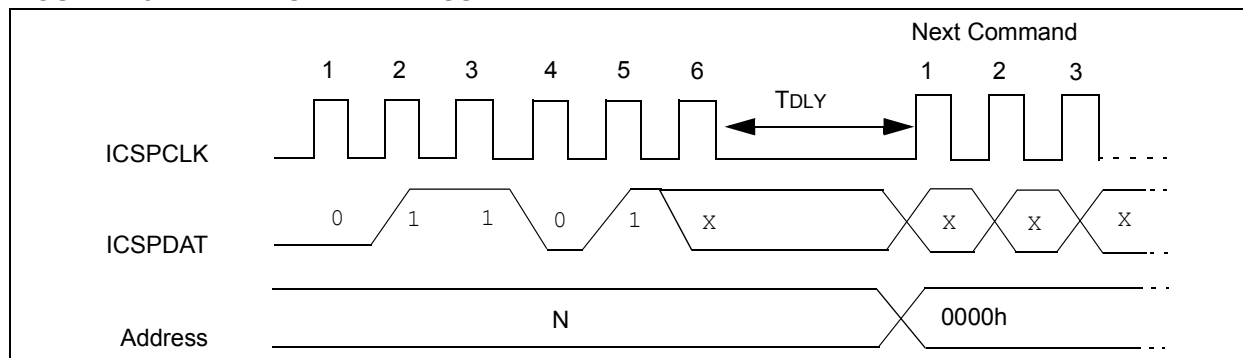 Next Command
1 2 3 4 5 6 1 2 3
TDLY
ICSPCLK
0 1 1 0 1 X X X X
ICSPDAT
N 0000h
Address